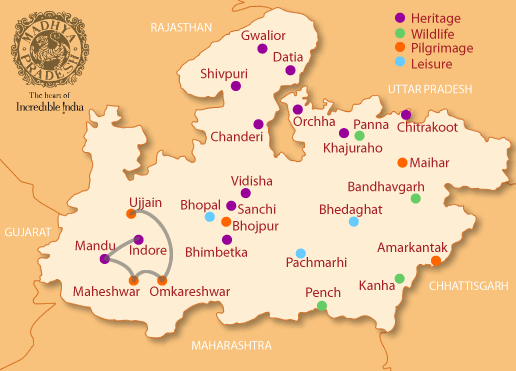 MADHYA
PRADESH
The heart of
Incredible !ndia
RAJASTHAN
Heritage
Wildlife
Pilgrimage
Leisure
UTTAR PRADESH
Gwalior
Datia
Shivpuri
Orchha
Panna
Chitrakoot
Khajuraho
Chanderi
Maihar
Vidisha
Bandhavgarh
Ujjain
Bhopal
Sanchi
Bhedaghat
Bhojpur
GUJARAT
Mandu
Indore
Bhimbetka
Amarkantak
Pachmarhi
Maheshwar
Omkareshwar
Pench
Kanha
CHHATTISGARH
MAHARASHTRA